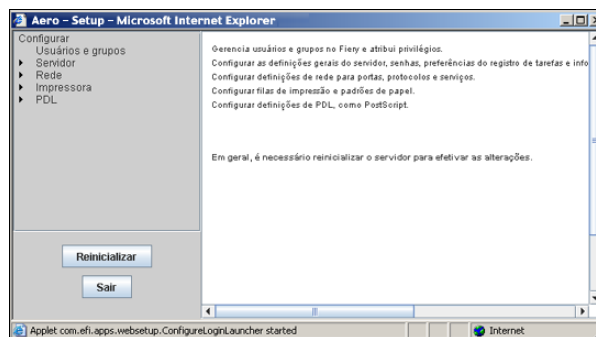 Aero - Setup - Microsoft Internet Explorer
Configurar
Usuários e grupos
Servidor
Rede
Impressora
PDL
Gerencia usuários e grupos no Fiery e atribui privilégios.
Configurar as definições gerais do servidor, senhas, preferências do registro de tarefas e info
Configurar definições de rede para portas, protocolos e serviços.
Configurar filas de impressão e padrões de papel.
Configurar definições de PDL, como PostScript.
Em geral, é necessário reinicializar o servidor para efetivar as alterações.
Reinicializar
Sair
Applet com.efi.apps.websetup.ConfigureLoginLauncher started
Internet